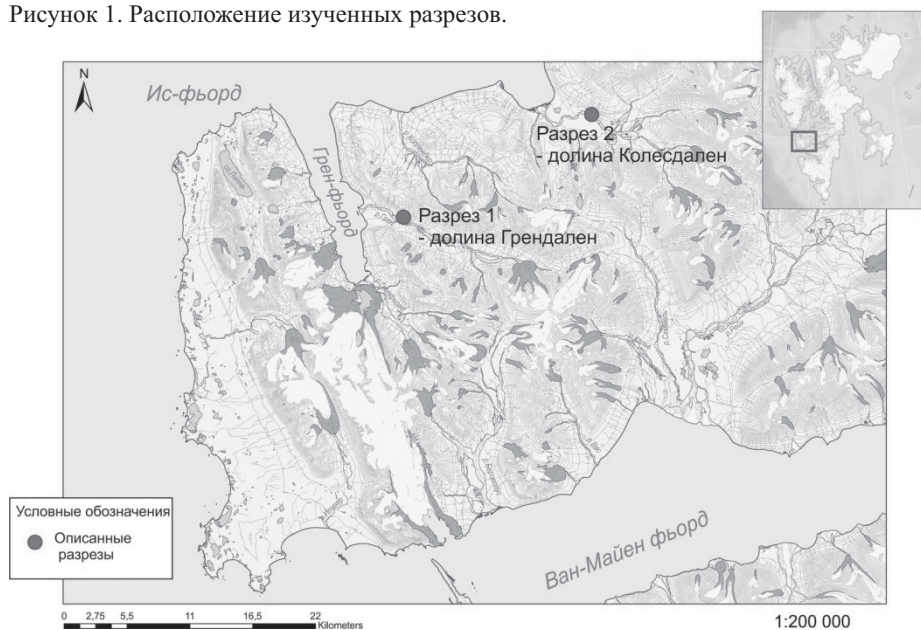 Рисунок 1. Расположение изученных разрезов.
N
Ис-фьорд
Грен-фьорд
Разрез 2
- долина Колесдален
Разрез 1
- долина Грендален
Ван-Майен фьорд
Условные обозначения
Описанные
разрезы
0 2,75 5,5 11 16,5 22
Kilometers
1:200 000